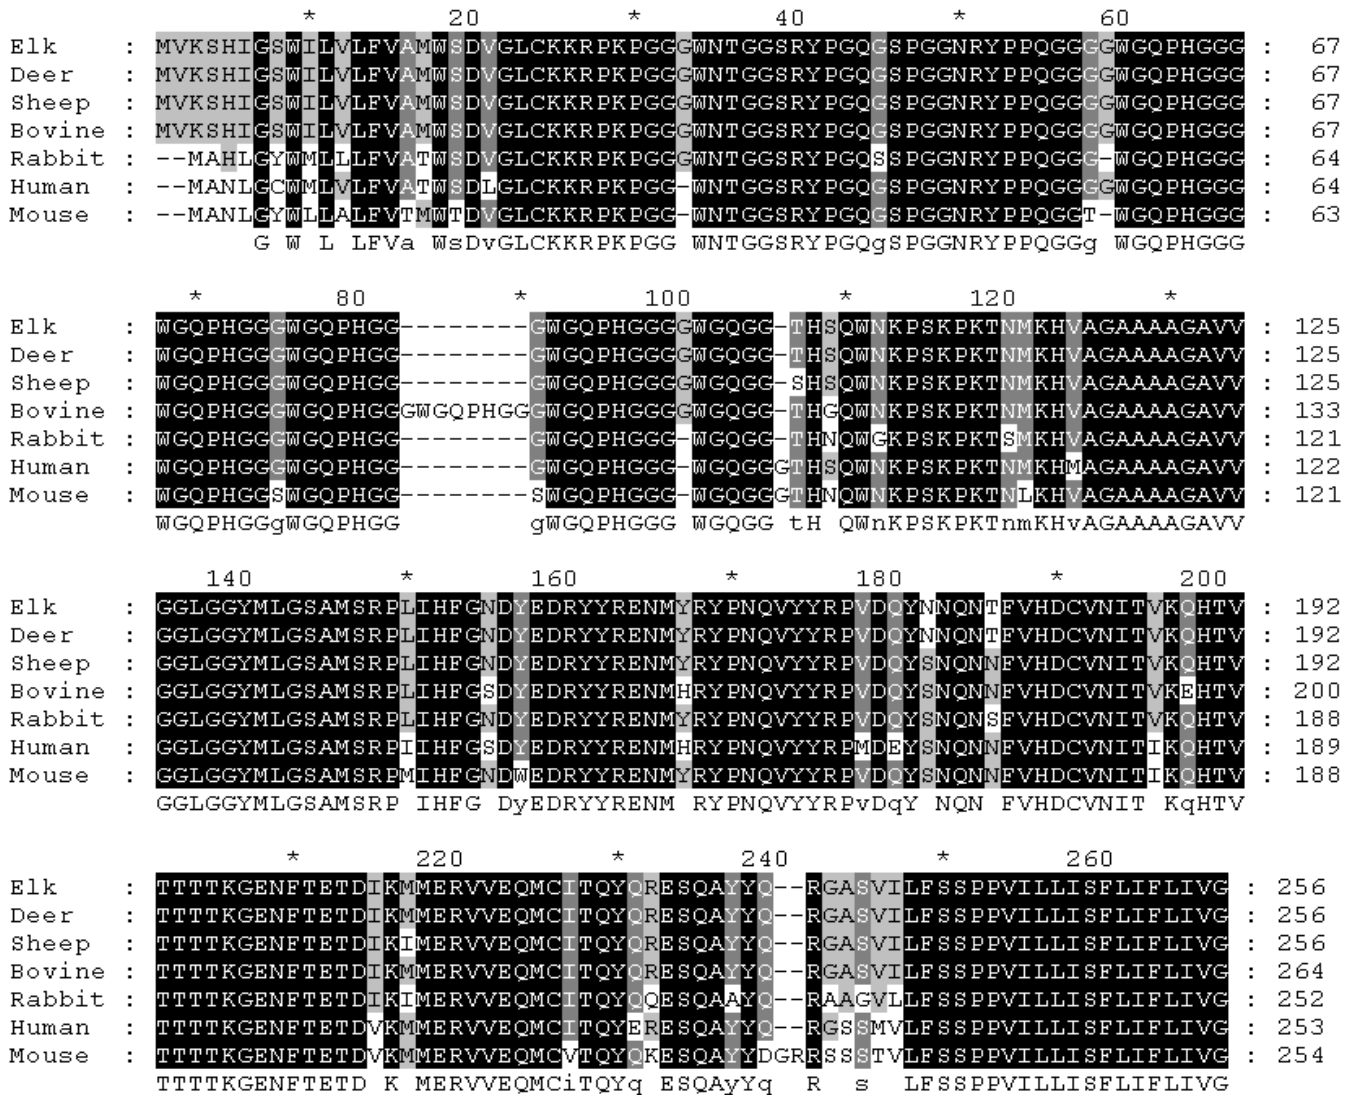 * 20 * 40 * 60
Elk : MVKSHIGSWILVLFVAMWSDVGLCKKRPKPGGGWNTGGSRYPGQGSPGGNRYPPQGGGGWGQPHGGG : 67
Deer : MVKSHIGSWILVLFVAMWSDVGLCKKRPKPGGGWNTGGSRYPGQGSPGGNRYPPQGGGGWGQPHGGG : 67
Sheep : MVKSHIGSWILVLFVAMWSDVGLCKKRPKPGGGWNTGGSRYPGQGSPGGNRYPPQGGGGWGQPHGGG : 67
Bovine : MVKSHIGSWILVLFVAMWSDVGLCKKRPKPGGGWNTGGSRYPGQGSPGGNRYPPQGGGGWGQPHGGG : 67
Rabbit : --MAHLGYWMLLLFVATWSDVGLCKKRPKPGGGWNTGGSRYPGQSSPGGNRYPPQGGG-WGQPHGGG : 64
Human : --MANLGCWMLVLFVATWSDLGLCKKRPKPGG-WNTGGSRYPGQGSPGGNRYPPQGGGGWGQPHGGG : 64
Mouse : --MANLGYWLLALFVTMWTDVGLCKKRPKPGG-WNTGGSRYPGQGSPGGNRYPPQGGT-WGQPHGGG : 63
G W L LFVa WsDvGLCKKRPKPGG WNTGGSRYPGQgSPGGNRYPPQGGg WGQPHGGG
* 80 * 100 * 120 *
Elk : WGQPHGGGWGQPHGG--------GWGQPHGGGGWGQGG-THSQWNKPSKPKTNMKHVAGAAAAGAVV : 125
Deer : WGQPHGGGWGQPHGG--------GWGQPHGGGGWGQGG-THSQWNKPSKPKTNMKHVAGAAAAGAVV : 125
Sheep : WGQPHGGGWGQPHGG--------GWGQPHGGGGWGQGG-SHSQWNKPSKPKTNMKHVAGAAAAGAVV : 125
Bovine : WGQPHGGGWGQPHGGGWGQPHGGGWGQPHGGGGWGQGG-THGQWNKPSKPKTNMKHVAGAAAAGAVV : 133
Rabbit : WGQPHGGGWGQPHGG--------GWGQPHGGG-WGQGG-THNQWGKPSKPKTSMKHVAGAAAAGAVV : 121
Human : WGQPHGGGWGQPHGG--------GWGQPHGGG-WGQGGGTHSQWNKPSKPKTNMKHMAGAAAAGAVV : 122
Mouse : WGQPHGGSWGQPHGG--------SWGQPHGGG-WGQGGGTHNQWNKPSKPKTNLKHVAGAAAAGAVV : 121
WGQPHGGgWGQPHGG gWGQPHGGG WGQGG tH QWnKPSKPKTnmKHvAGAAAAGAVV
140 * 160 * 180 * 200
Elk : GGLGGYMLGSAMSRPLIHFGNDYEDRYYRENMYRYPNQVYYRPVDQYNNQNTFVHDCVNITVKQHTV : 192
Deer : GGLGGYMLGSAMSRPLIHFGNDYEDRYYRENMYRYPNQVYYRPVDQYNNQNTFVHDCVNITVKQHTV : 192
Sheep : GGLGGYMLGSAMSRPLIHFGNDYEDRYYRENMYRYPNQVYYRPVDQYSNQNNFVHDCVNITVKQHTV : 192
Bovine : GGLGGYMLGSAMSRPLIHFGSDYEDRYYRENMHRYPNQVYYRPVDQYSNQNNFVHDCVNITVKEHTV : 200
Rabbit : GGLGGYMLGSAMSRPLIHFGNDYEDRYYRENMYRYPNQVYYRPVDQYSNQNSFVHDCVNITVKQHTV : 188
Human : GGLGGYMLGSAMSRPIIHFGSDYEDRYYRENMHRYPNQVYYRPMDEYSNQNNFVHDCVNITIKQHTV : 189
Mouse : GGLGGYMLGSAMSRPMIHFGNDWEDRYYRENMYRYPNQVYYRPVDQYSNQNNFVHDCVNITIKQHTV : 188
GGLGGYMLGSAMSRP IHFG DyEDRYYRENM RYPNQVYYRPvDqY NQN FVHDCVNIT KqHTV
* 220 * 240 * 260
Elk : TTTTKGENFTETDIKMMERVVEQMCITQYQRESQAYYQ--RGASVILFSSPPVILLISFLIFLIVG : 256
Deer : TTTTKGENFTETDIKMMERVVEQMCITQYQRESQAYYQ--RGASVILFSSPPVILLISFLIFLIVG : 256
Sheep : TTTTKGENFTETDIKIMERVVEQMCITQYQRESQAYYQ--RGASVILFSSPPVILLISFLIFLIVG : 256
Bovine : TTTTKGENFTETDIKMMERVVEQMCITQYQRESQAYYQ--RGASVILFSSPPVILLISFLIFLIVG : 264
Rabbit : TTTTKGENFTETDIKIMERVVEQMCITQYQQESQAAYQ--RAAGVLLFSSPPVILLISFLIFLIVG : 252
Human : TTTTKGENFTETDVKMMERVVEQMCITQYERESQAYYQ--RGSSMVLFSSPPVILLISFLIFLIVG : 253
Mouse : TTTTKGENFTETDVKMMERVVEQMCVTQYQKESQAYYDGRRSSSTVLFSSPPVILLISFLIFLIVG : 254
TTTTKGENFTETD K MERVVEQMCiTQYq ESQAyYq R s LFSSPPVILLISFLIFLIVG